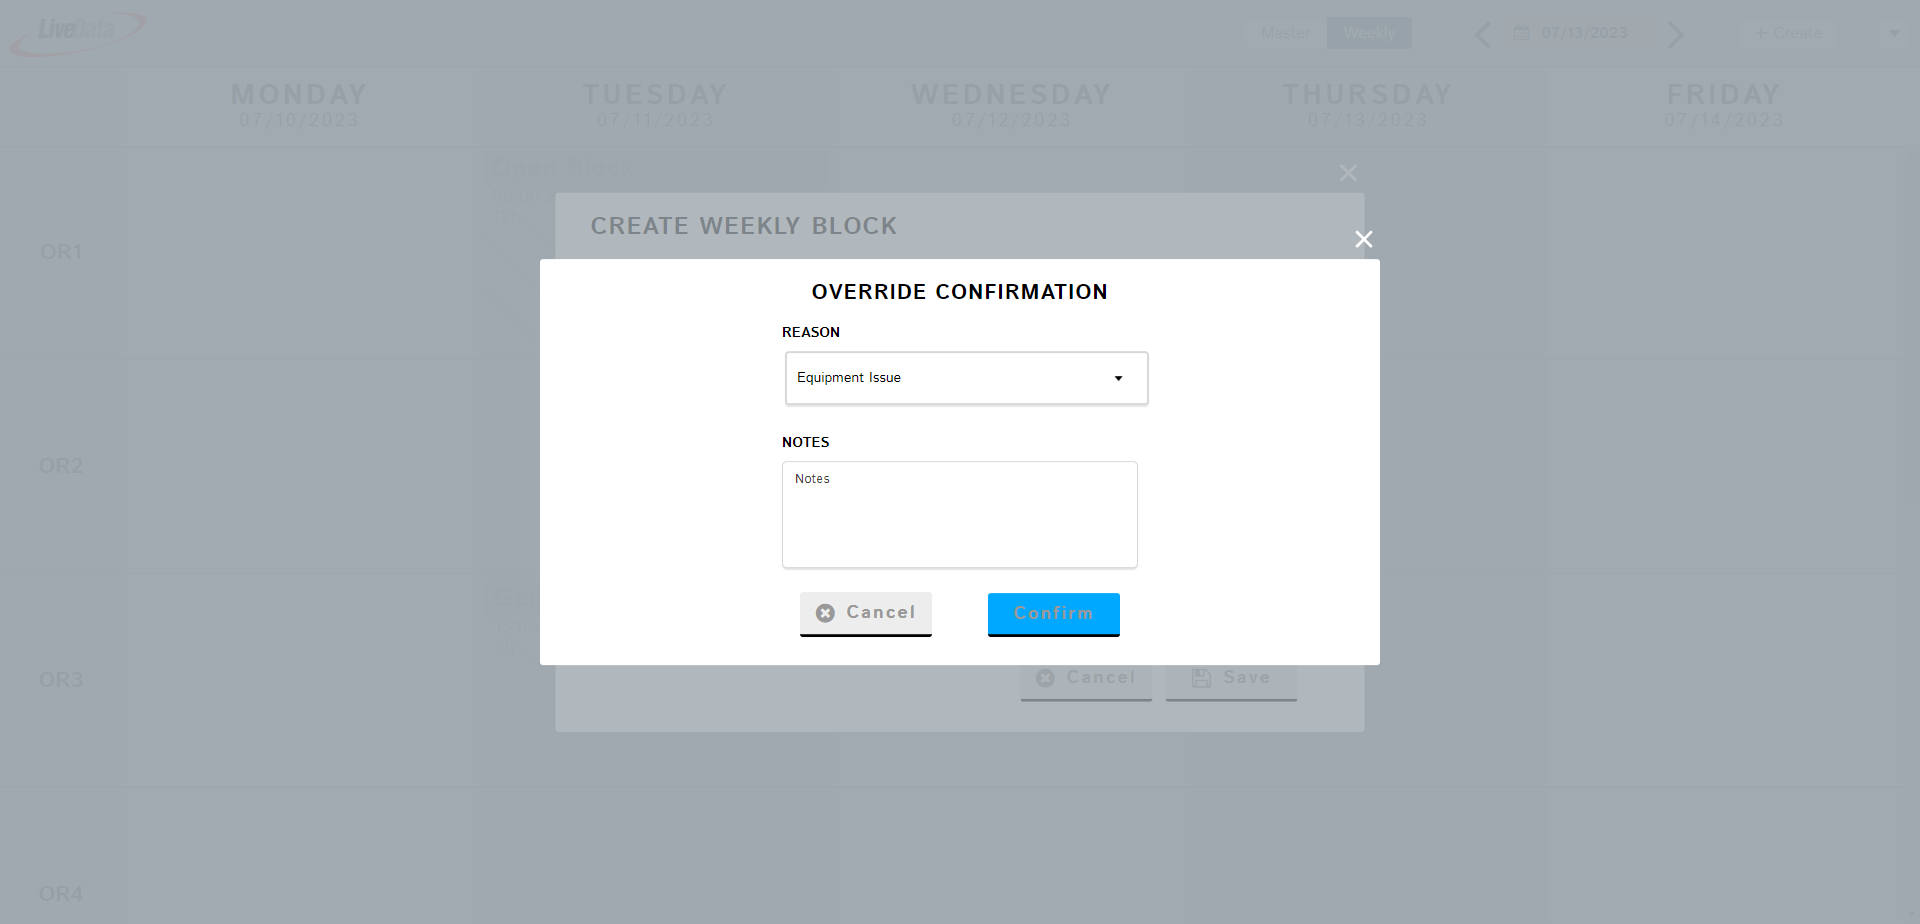 LiveData
Master Weekly 07/13/2023 + Create
MONDAY TUESDAY WEDNESDAY THURSDAY FRIDAY
07/10/2023 07/11/2023 07/12/2023 07/13/2023 07/14/2023
Open Block
12h
OR1
CREATE WEEKLY BLOCK
OVERRIDE CONFIRMATION
REASON
Equipment Issue
NOTES
Notes
OR2
Cancel Confirm
OR3
Cancel Save
OR4